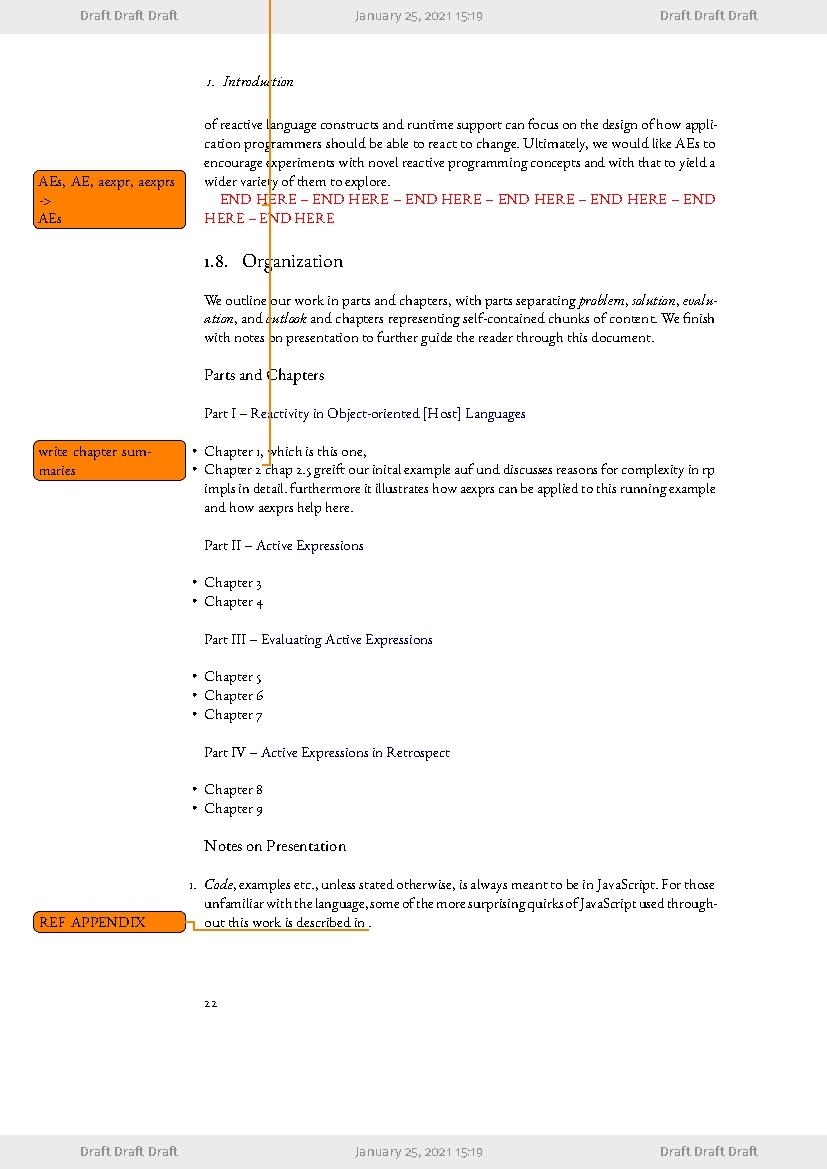 Draft Draft Draft January 25, 2021 15:19 Draft Draft Draft
1. Introduction
of reactive language constructs and runtime support can focus on the design of how appli-
cation programmers should be able to react to change. Ultimately, we would like AEs to
encourage experiments with novel reactive programming concepts and with that to yield a
wider variety of them to explore.
AEs, AE, aexpr, aexprs
->
AEs
END HERE – END HERE – END HERE – END HERE – END HERE – END
HERE – END HERE
1.8. Organization
We outline our work in parts and chapters, with parts separating problem, solution, evalu-
ation, and outlook and chapters representing self-contained chunks of content. We finish
with notes on presentation to further guide the reader through this document.
Parts and Chapters
Part I – Reactivity in Object-oriented [Host] Languages
write chapter sum-
maries
• Chapter 1, which is this one,
• Chapter 2 chap 2.5 greift our inital example auf und discusses reasons for complexity in rp
impls in detail. furthermore it illustrates how aexprs can be applied to this running example
and how aexprs help here.
Part II – Active Expressions
• Chapter 3
• Chapter 4
Part III – Evaluating Active Expressions
• Chapter 5
• Chapter 6
• Chapter 7
Part IV – Active Expressions in Retrospect
• Chapter 8
• Chapter 9
Notes on Presentation
1. Code, examples etc., unless stated otherwise, is always meant to be in JavaScript. For those
unfamiliar with the language, some of the more surprising quirks of JavaScript used through-
out this work is described in .
REF APPENDIX
22
Draft Draft Draft January 25, 2021 15:19 Draft Draft Draft